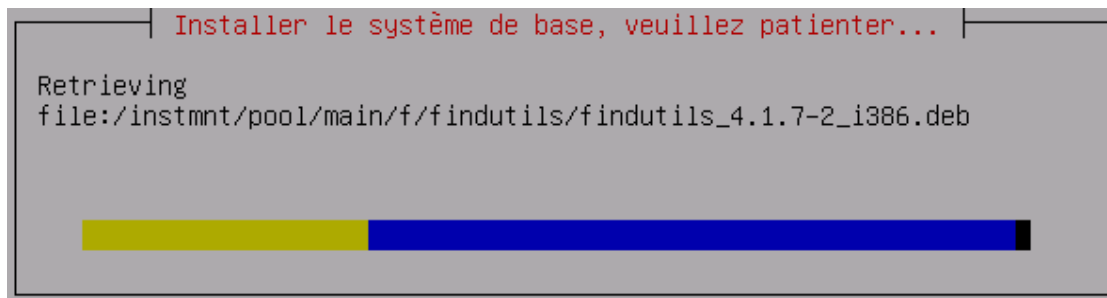 Installer le système de base, veuillez patienter...
Retrieving
file:/instmnt/pool/main/f/findutils/findutils_4.1.7-2_i386.deb